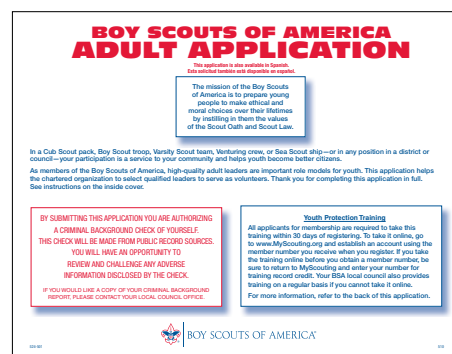 BOY SCOUTS OF AMERICA
ADULT APPLICATION
This application is also available in Spanish.
Esta solicitud también está disponible en español.
The mission of the Boy Scouts
of America is to prepare young
people to make ethical and
moral choices over their lifetimes
by instilling in them the values
of the Scout Oath and Scout Law.
In a Cub Scout pack, Boy Scout troop, Varsity Scout team, Venturing crew, or Sea Scout ship—or in any position in a district or
council—your participation is a service to your community and helps youth become better citizens.
As members of the Boy Scouts of America, high-quality adult leaders are important role models for youth. This application helps
the chartered organization to select qualified leaders to serve as volunteers. Thank you for completing this application in full.
See instructions on the inside cover.
BY SUBMITTING THIS APPLICATION YOU ARE AUTHORIZING
A CRIMINAL BACKGROUND CHECK OF YOURSELF.
THIS CHECK WILL BE MADE FROM PUBLIC RECORD SOURCES.
YOU WILL HAVE AN OPPORTUNITY TO
REVIEW AND CHALLENGE ANY ADVERSE
INFORMATION DISCLOSED BY THE CHECK.
IF YOU WOULD LIKE A COPY OF YOUR CRIMINAL BACKGROUND
REPORT, PLEASE CONTACT YOUR LOCAL COUNCIL OFFICE.
Youth Protection Training
All applicants for membership are required to take this
training within 30 days of registering. To take it online, go
to www.MyScouting.org and establish an account using the
member number you receive when you register. If you take
the training online before you obtain a member number, be
sure to return to MyScouting and enter your number for
training record credit. Your BSA local council also provides
training on a regular basis if you cannot take it online.
For more information, refer to the back of this application.
BOY SCOUTS OF AMERICA